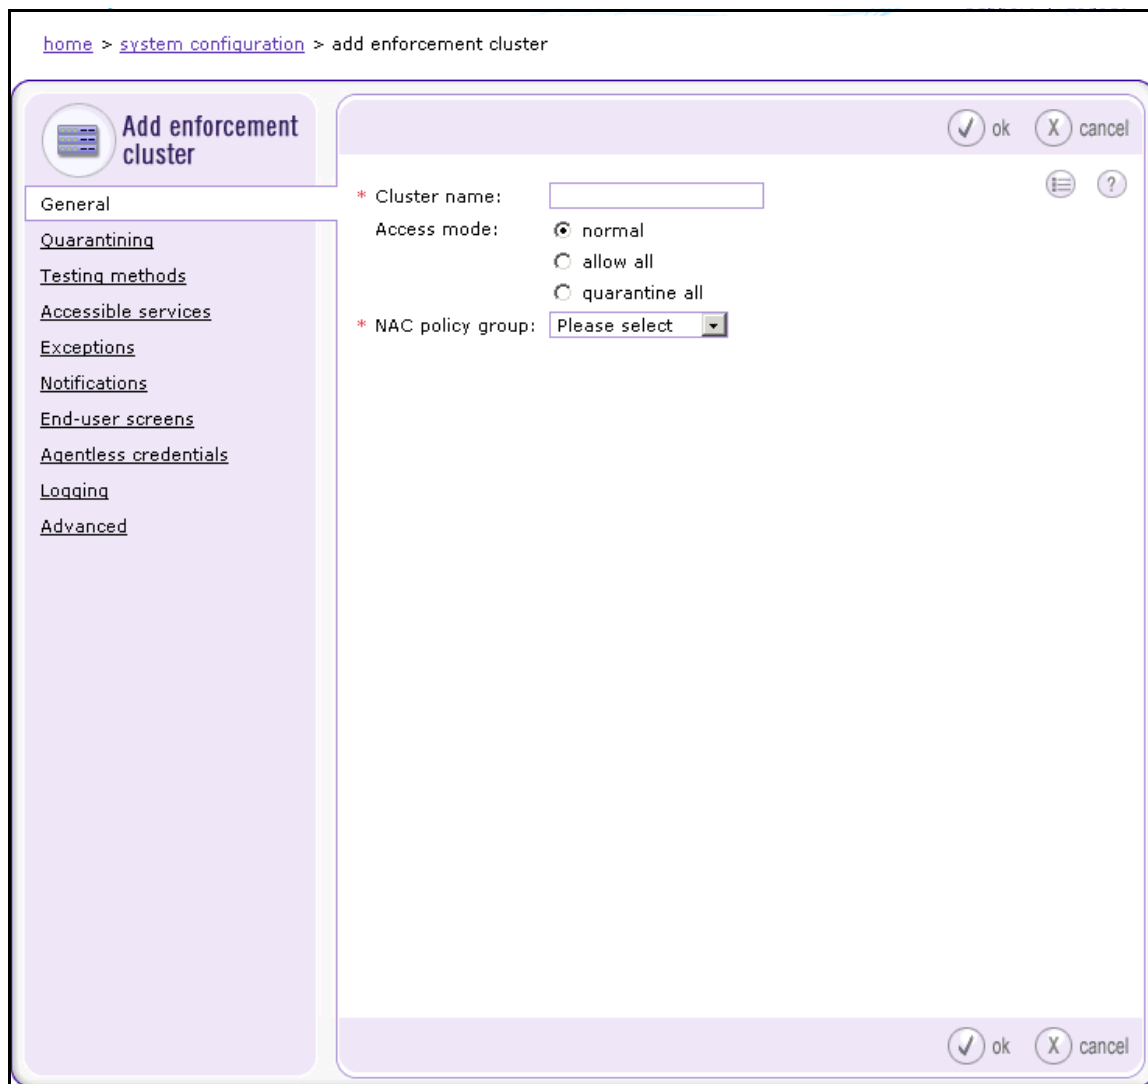 home > system configuration > add enforcement cluster
Add enforcement
cluster
ok X cancel
General
Quarantining
Testing methods
Accessible services
Exceptions
Notifications
End-user screens
Agentless credentials
Logging
Advanced
?
* Cluster name:
Access mode: normal
allow all
quarantine all
* NAC policy group: Please select
ok X cancel